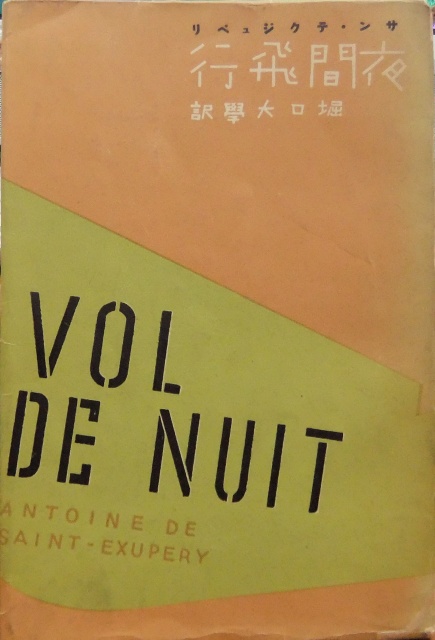 サン・テクジュペリ
夜間飛行
堀口大學訳
VOL
DE NUIT
ANTOINE DE
SAINT-EXUPERY